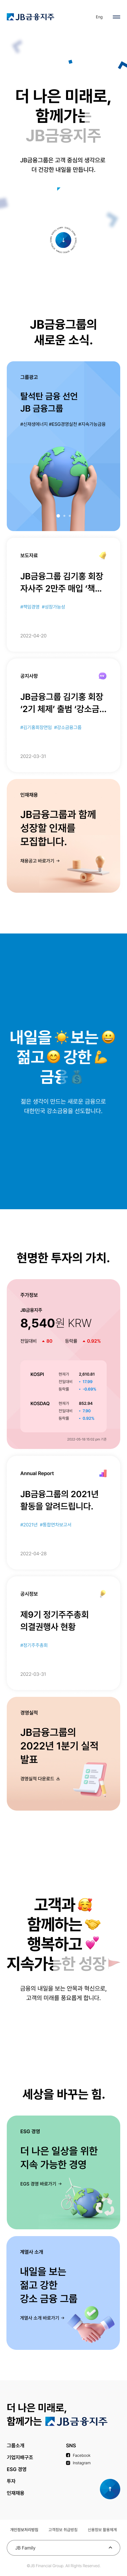 JB금융지주
Eng
더 나은 미래로,
함께가는
JB금융지주
JB금융그룹은 고객 중심의 생각으로
더 건강한 내일을 만듭니다.
JB금융그룹의
새로운 소식.
그룹광고
탈석탄 금융 선언
JB 금융그룹
#신재생에너지 #ESG경영실천 #지속가능금융
보도자료
JB금융그룹 김기홍 회장
자사주 2만주 매입 ‘책...
#책임경영 #성장가능성
2022-04-26
공지사항
JB금융그룹 김기홍 회장
‘2기 체제’ 출범 ‘강소금...
#김기홍회장연임 #강소금융그룹
2022-03-31
인재채용
JB금융그룹과 함께
성장할 인재를
모집합니다.
채용공고 바로가기 →
내일을 보는
젊고 강한
금융
젊은 생각이 만드는 새로운 금융으로
대한민국 강소금융을 선도합니다.
현명한 투자의 가치.
주가정보
JB금융지주
8,540원 KRW
전일대비 80 등락률 0.92%
KOSPI 현재가 2,610.81
전일대비
등락률
KOSDAQ 현재가
전일대비
등락률
Annual Report
JB금융그룹의 2021년
활동을 알려드립니다.
#2021년 #통합연차보고서
2022-04-28
공시정보
제9기 정기주주총회
의결권행사 현황
#정기주주총회
2022-03-31
경영실적
JB금융그룹의
2022년 1분기 실적
발표
경영실적 다운로드
고객과
함께하는
행복하고
지속가능한 성장
금융의 내일을 보는 안목과 혁신으로,
고객의 미래를 풍요롭게 합니다.
세상을 바꾸는 힘.
ESG 경영
더 나은 일상을 위한
지속 가능한 경영
EGS 경영 바로가기 →
계열사 소개
내일을 보는
젊고 강한
강소 금융 그룹
계열사 소개 바로가기 →
더 나은 미래로,
함께가는 JB금융지주
그룹소개
기업지배구조
ESG 경영
투자
인재채용
SNS
Facebook
Instagram
개인정보처리방침 고객정보 취급방침 신용정보 활용체제
JB Family
© JB Financial Group. All Rights Reserved.